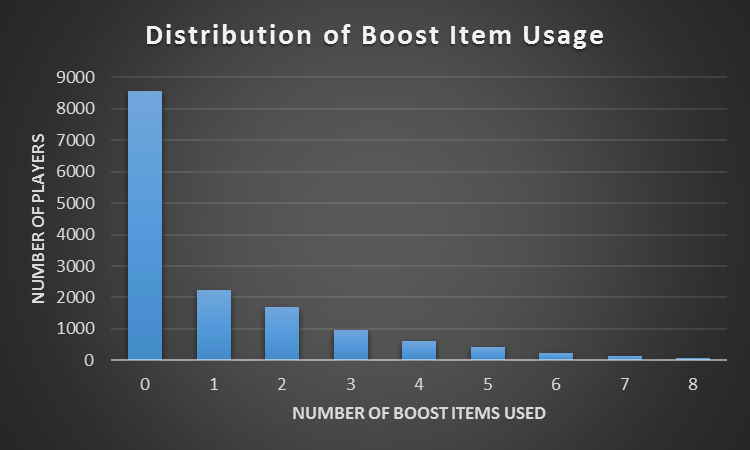 Distribution of Boost Item Usage
9000
8000
7000
6000
5000
4000
3000
2000
1000
0
NUMBER OF PLAYERS
0 1 2 3 4 5 6 7 8
NUMBER OF BOOST ITEMS USED